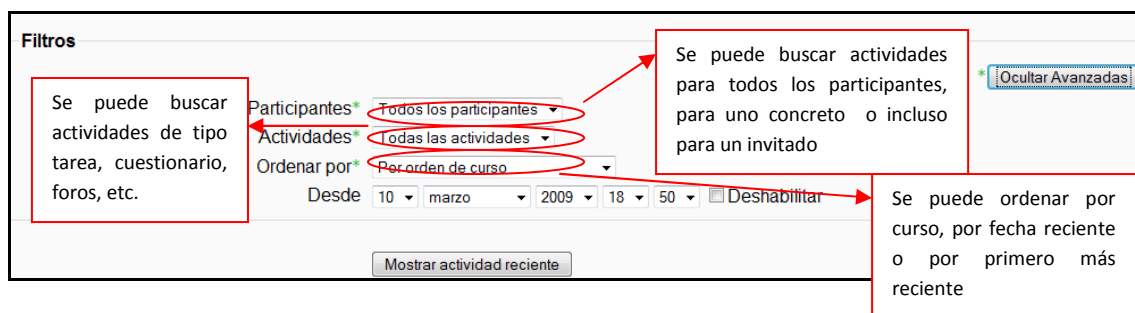 Filtros
* Ocultar Avanzadas
Se puede buscar
actividades de tipo
tarea, cuestionario,
foros, etc.
Se puede buscar actividades
para todos los participantes,
para uno concreto o incluso
para un invitado
Participantes* Todos los participantes
Actividades* Todas las actividades
Ordenar por* Por orden de curso
Desde 10 marzo 2009 18 50 Deshabilitar
Se puede ordenar por
curso, por fecha reciente
o por primero más
reciente
Mostrar actividad reciente